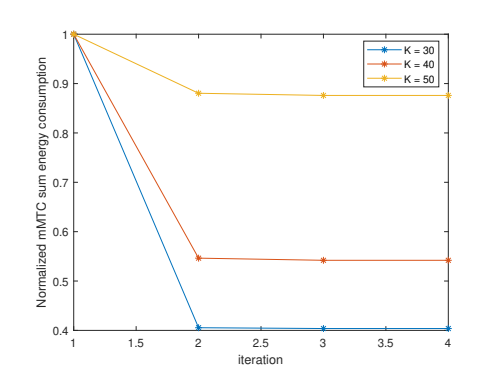 Normalized mMTC sum energy consumption
1
0.9
0.8
0.7
0.6
0.5
0.4
1 1.5 2 2.5 3 3.5 4
iteration
K = 30
K = 40
K = 50